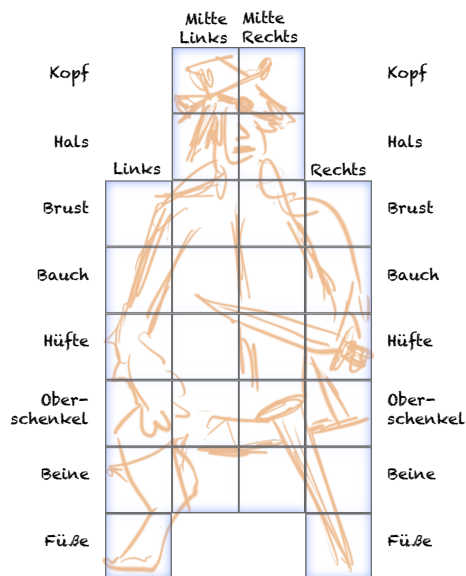 Mitte Mitte
Links Rechts
Kopf Kopf
Hals Hals
Links Rechts
Brust Brust
Bauch Bauch
Hüfte Hüfte
Ober- Ober-
schenkel schenkel
Beine Beine
Füße Füße